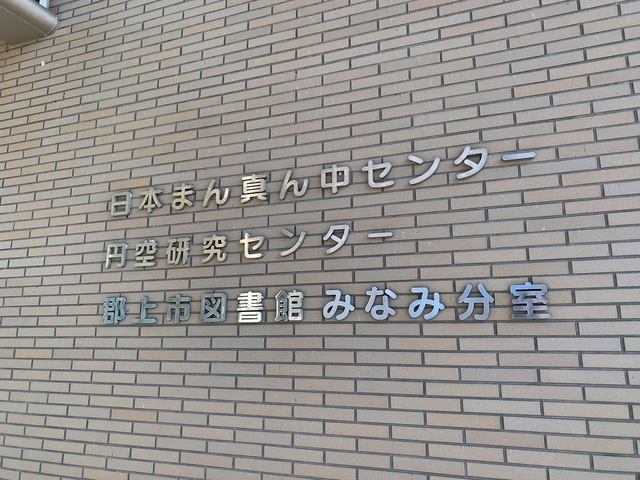 日本まん真ん中センター
円空研究センター
郡上市図書館 みなみ分室